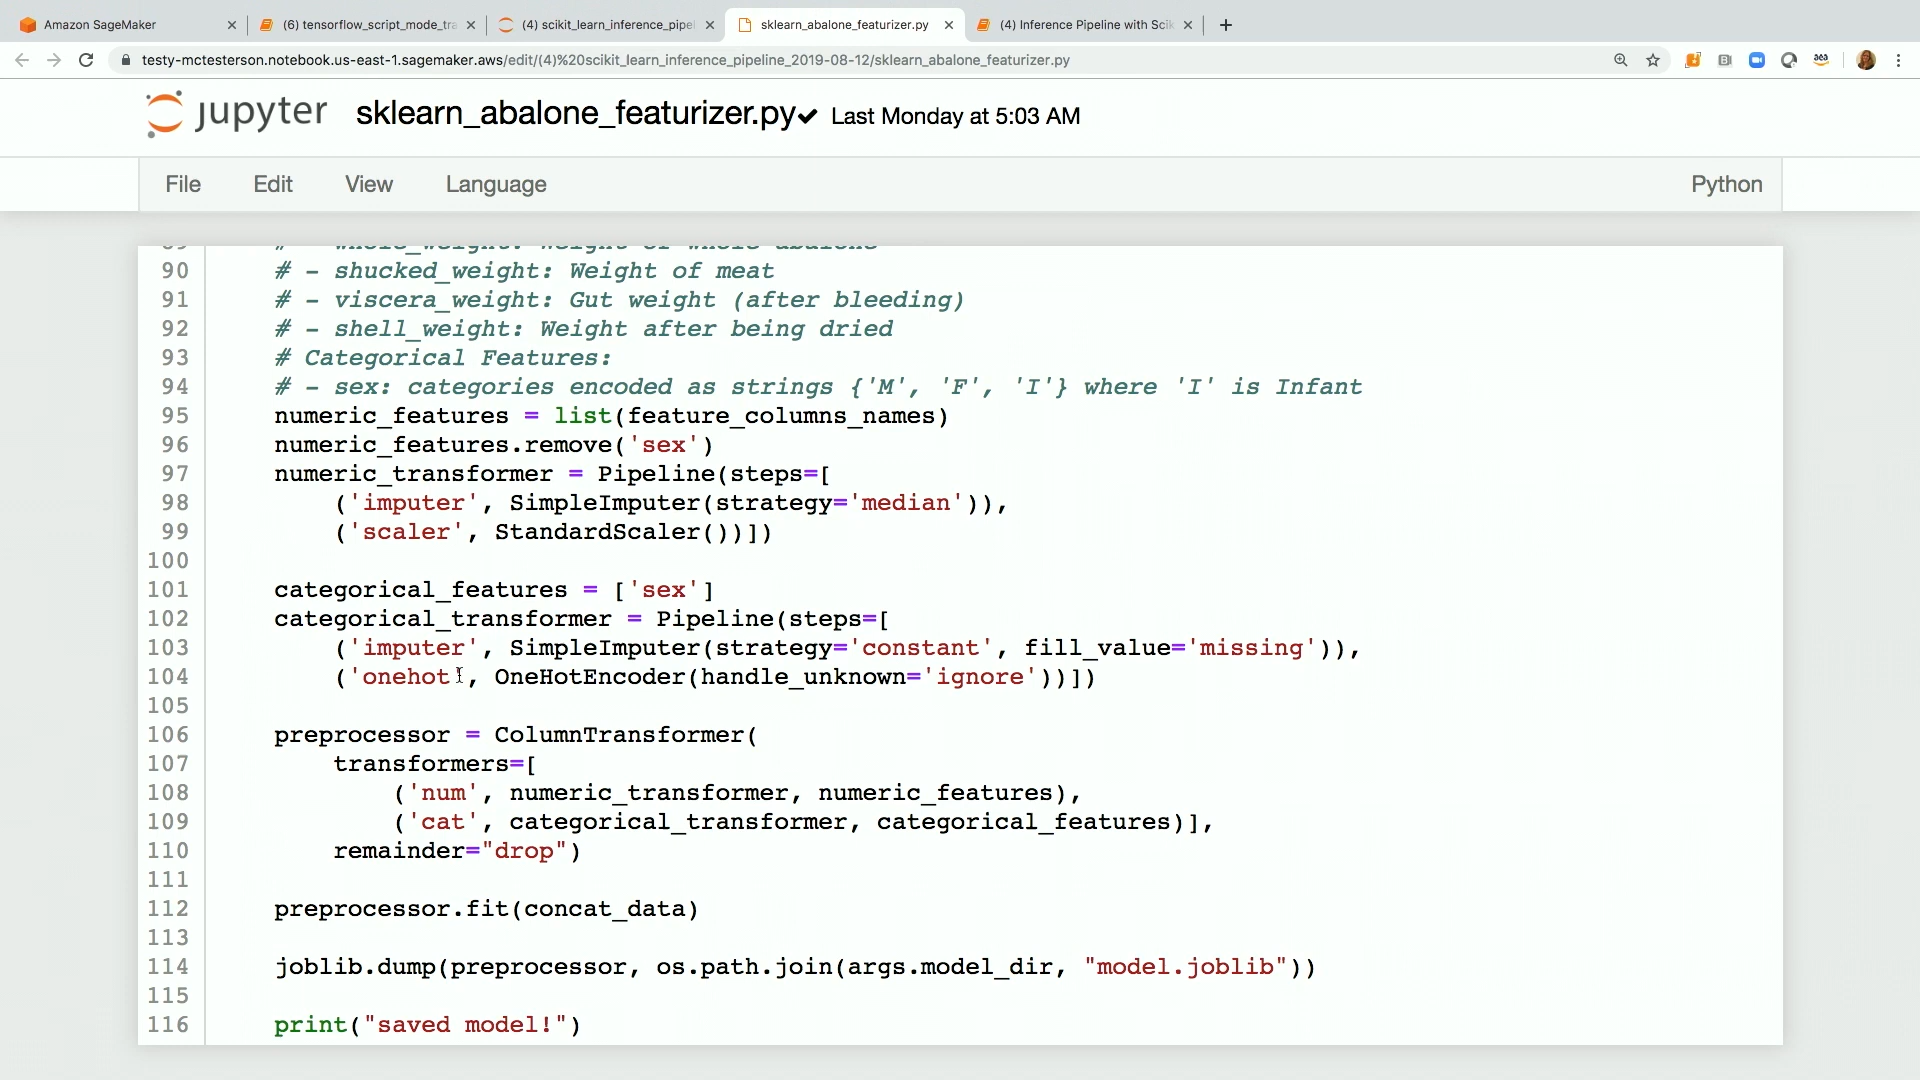 Amazon SageMaker
(6) tensorflow_script_mode_tra
(4) scikit_learn_inference_pipel
sklearn_abalone_featurizer.py
(4) Inference Pipeline with Scik
testy-mctesterson.notebook.us-east-1.sagemaker.aws/edit/(4)%20scikit_learn_inference_pipeline_2019-08-12/sklearn_abalone_featurizer.py
jupyter sklearn_abalone_featurizer.py✔ Last Monday at 5:03 AM
File Edit View Language Python
89 # - whole_weight: Weight of whole abalone
90 # - shucked_weight: Weight of meat
91 # - viscera_weight: Gut weight (after bleeding)
92 # - shell_weight: Weight after being dried
93 # Categorical Features:
94 # - sex: categories encoded as strings {'M', 'F', 'I'} where 'I' is Infant
95 numeric_features = list(feature_columns_names)
96 numeric_features.remove('sex')
97 numeric_transformer = Pipeline(steps=[
98 ('imputer', SimpleImputer(strategy='median')),
99 ('scaler', StandardScaler())])
100
101 categorical_features = ['sex']
102 categorical_transformer = Pipeline(steps=[
103 ('imputer', SimpleImputer(strategy='constant', fill_value='missing')),
104 ('onehot', OneHotEncoder(handle_unknown='ignore'))])
105
106 preprocessor = ColumnTransformer(
107 transformers=[
108 ('num', numeric_transformer, numeric_features),
109 ('cat', categorical_transformer, categorical_features)],
110 remainder="drop")
111
112 preprocessor.fit(concat_data)
113
114 joblib.dump(preprocessor, os.path.join(args.model_dir, "model.joblib"))
115
116 print("saved model!")